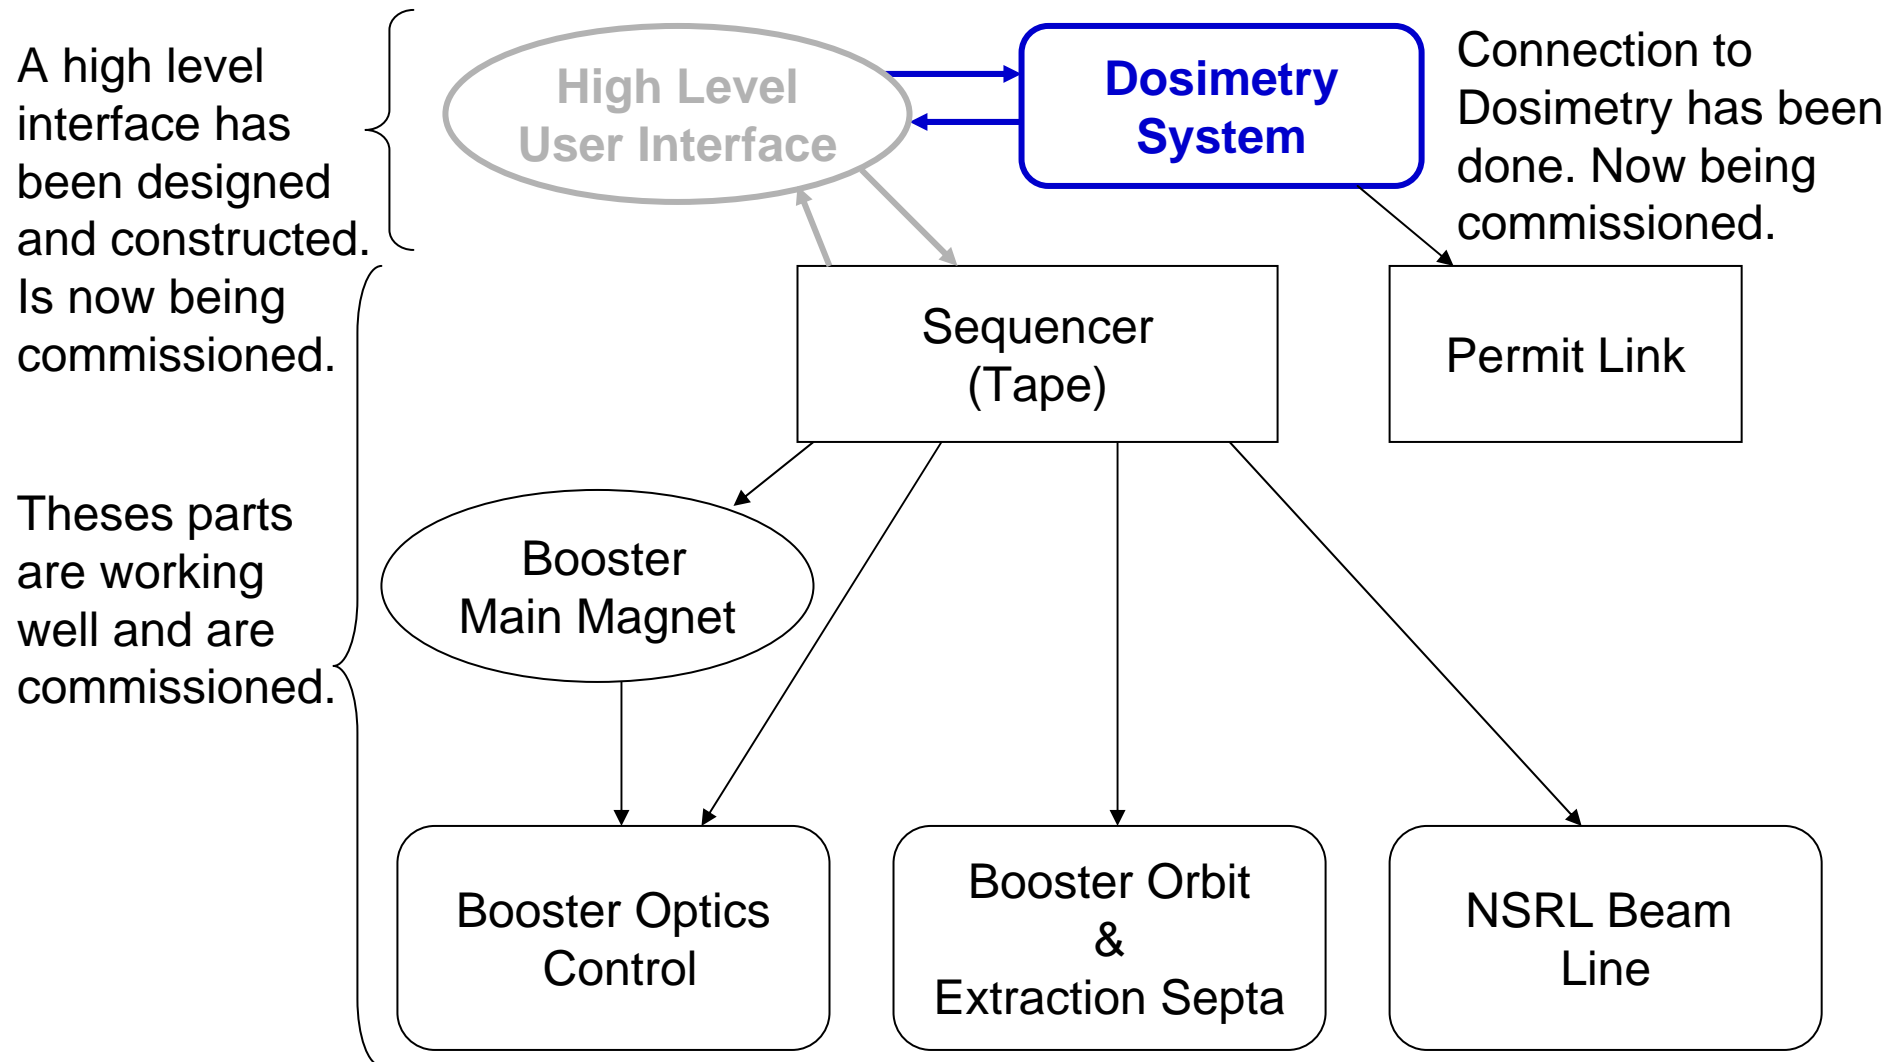 A high level
interface has
been designed
and constructed.
Is now being
commissioned.
High Level
User Interface
Dosimetry
System
Connection to
Dosimetry has been
done. Now being
commissioned.
Sequencer
(Tape)
Permit Link
Theses parts
are working
well and are
commissioned.
Booster
Main Magnet
Booster Optics
Control
Booster Orbit
&
Extraction Septa
NSRL Beam
Line